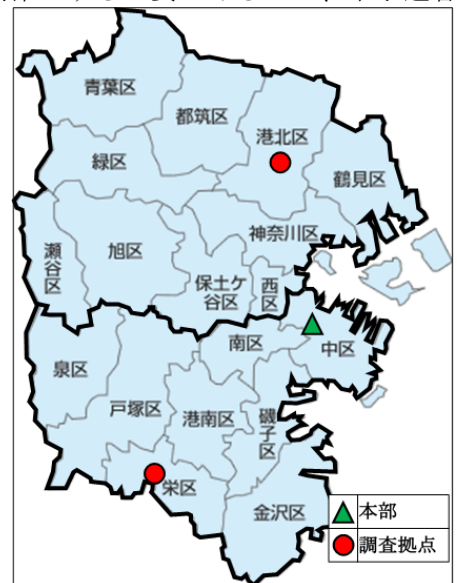 青葉区
都筑区
港北区
緑区
鶴見区
神奈川区
瀬谷区
旭区
保土ケ
谷区
西区
南区
中区
泉区
戸塚区
港南区
磯子区
栄区
金沢区
本部
調査拠点